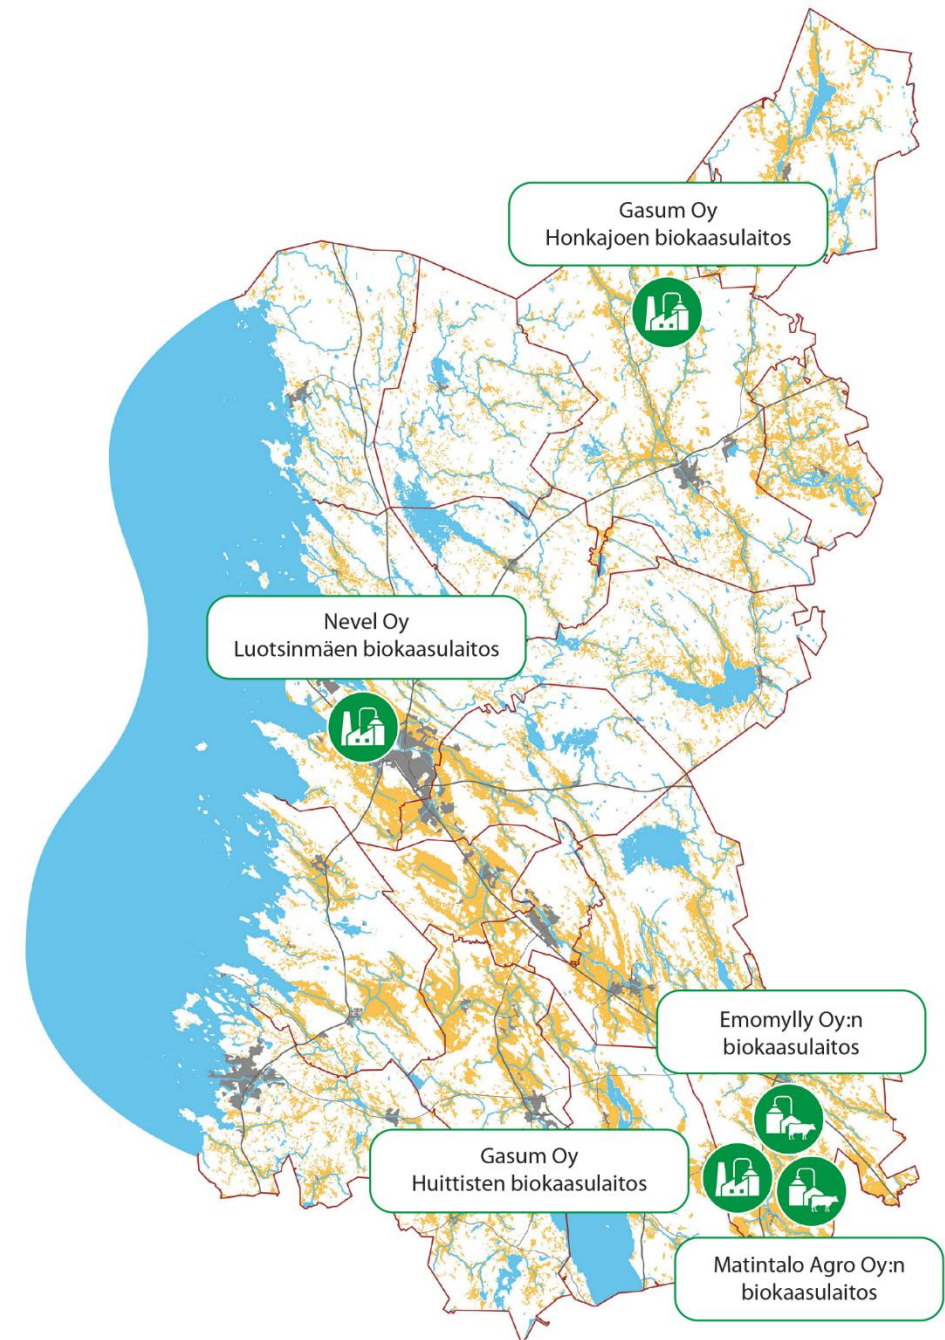 Gasum Oy
Honkajoen biokaasulaitos
Nevel Oy
Luotsinmäen biokaasulaitos
Emomylly Oy:n
biokaasulaitos
Gasum Oy
Huittisten biokaasulaitos
Matintalo Agro Oy:n
biokaasulaitos